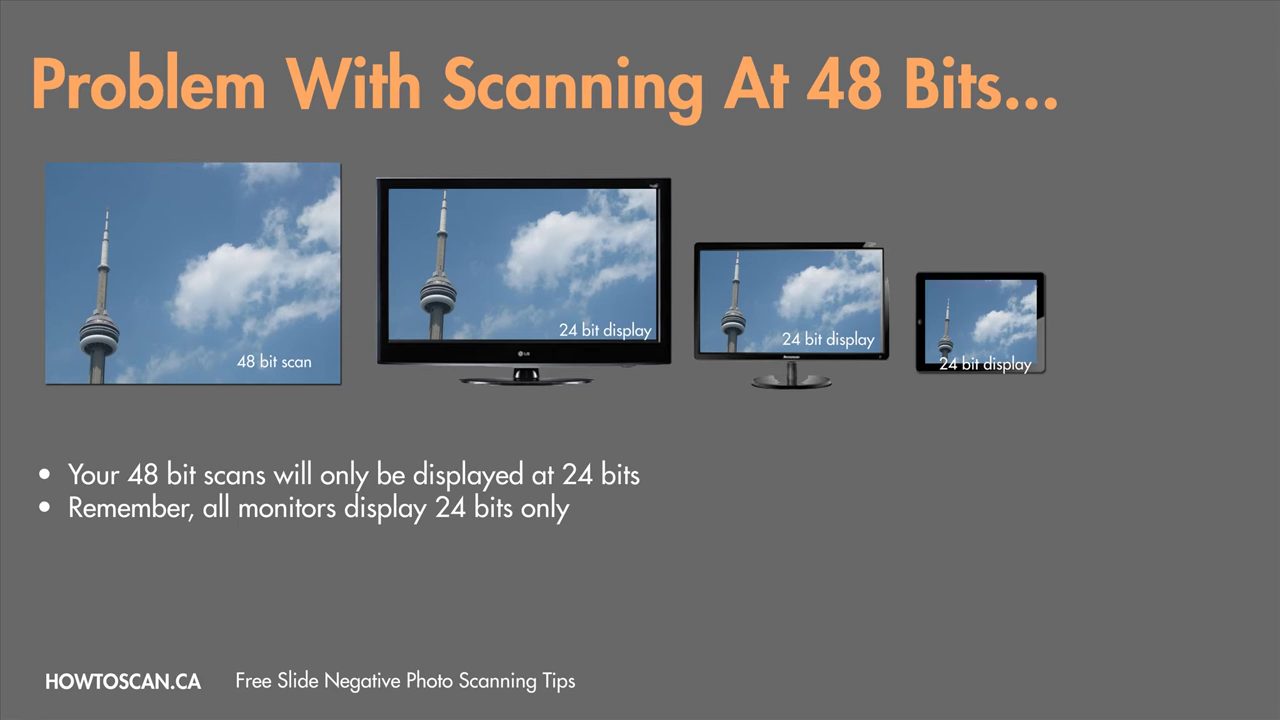 Problem With Scanning At 48 Bits...
48 bit scan
24 bit display
24 bit display
24 bit display
• Your 48 bit scans will only be displayed at 24 bits
• Remember, all monitors display 24 bits only
HOWTOSCAN.CA Free Slide Negative Photo Scanning Tips